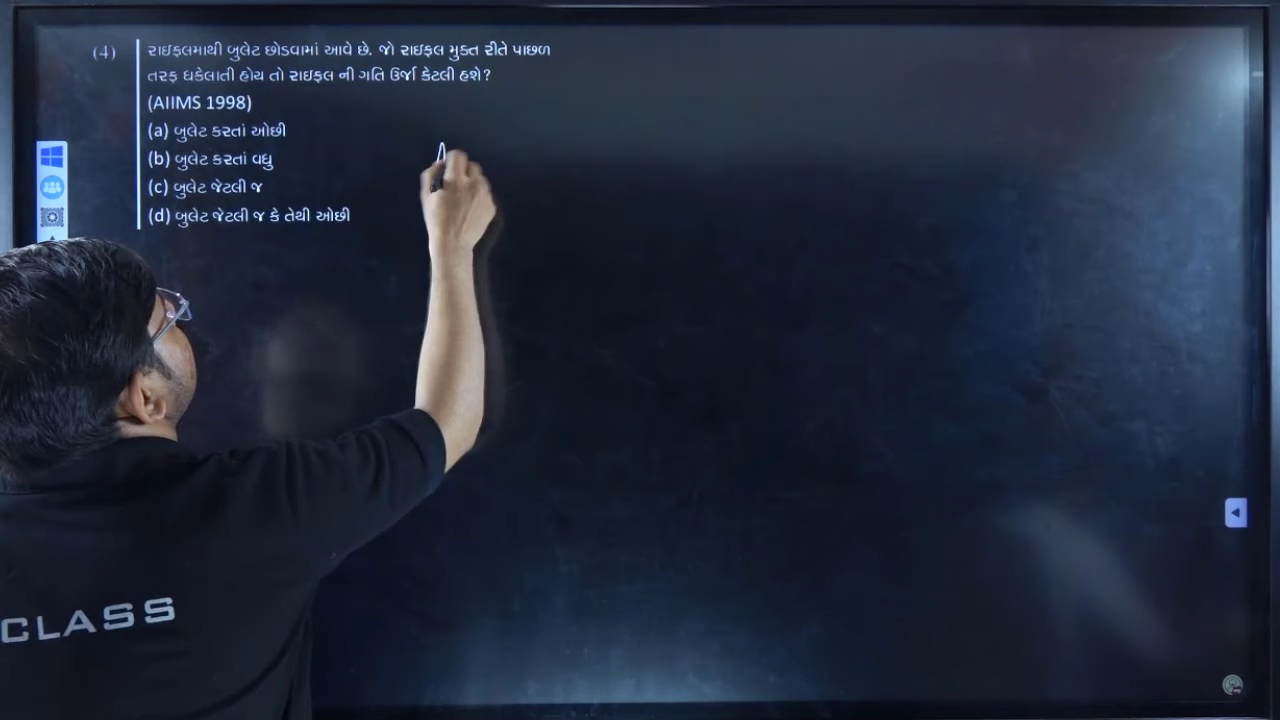 (4) રાઇફલમાથી બુલેટ છોડવામાં આવે છે. જો રાઇફલ મુક્ત રીતે પાછળ
તરફ ધકેલાતી હોય તો રાઇફલ ની ગતિ ઉર્જા કેટલી હશે?
(AIIMS 1998)
(a) બુલેટ કરતાં ઓછી
(b) બુલેટ કરતાં વધુ
(c) બુલેટ જેટલી જ
(d) બુલેટ જેટલી જ કે તેથી ઓછી
CLASS